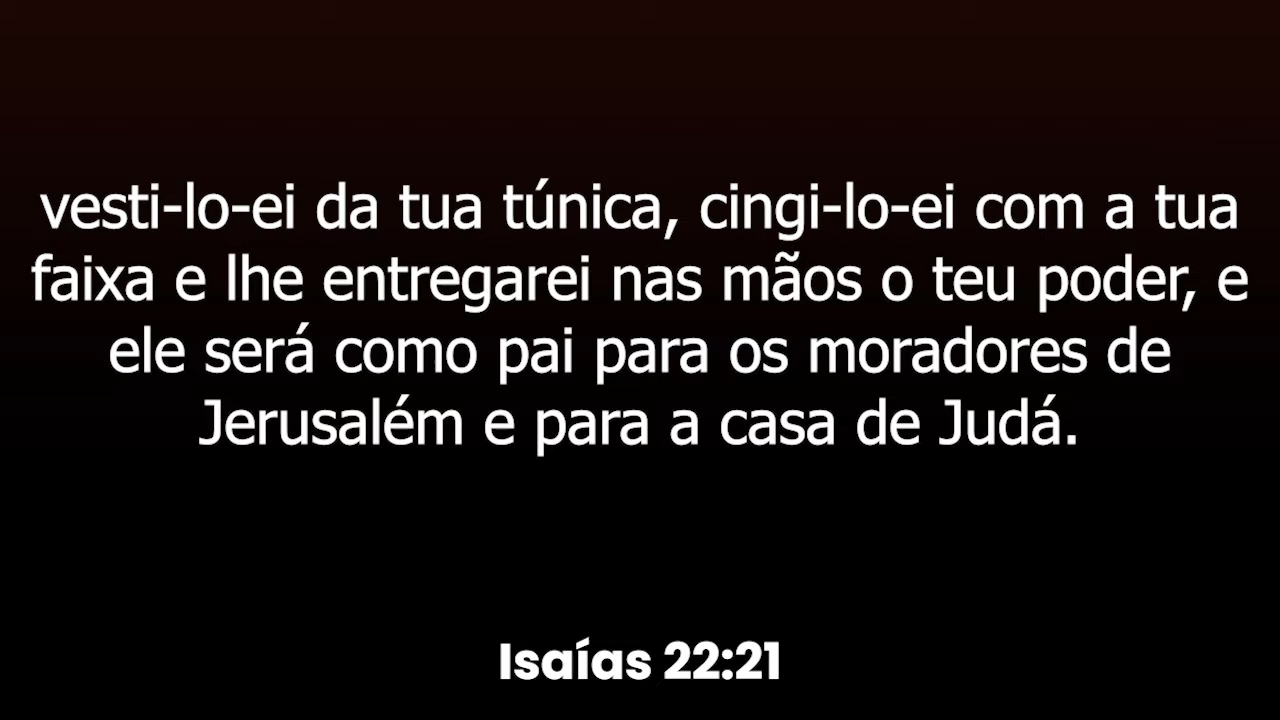 vesti-lo-ei da tua túnica, cingi-lo-ei com a tua
faixa e lhe entregarei nas mãos o teu poder, e
ele será como pai para os moradores de
Jerusalém e para a casa de Judá.
Isaías 22:21